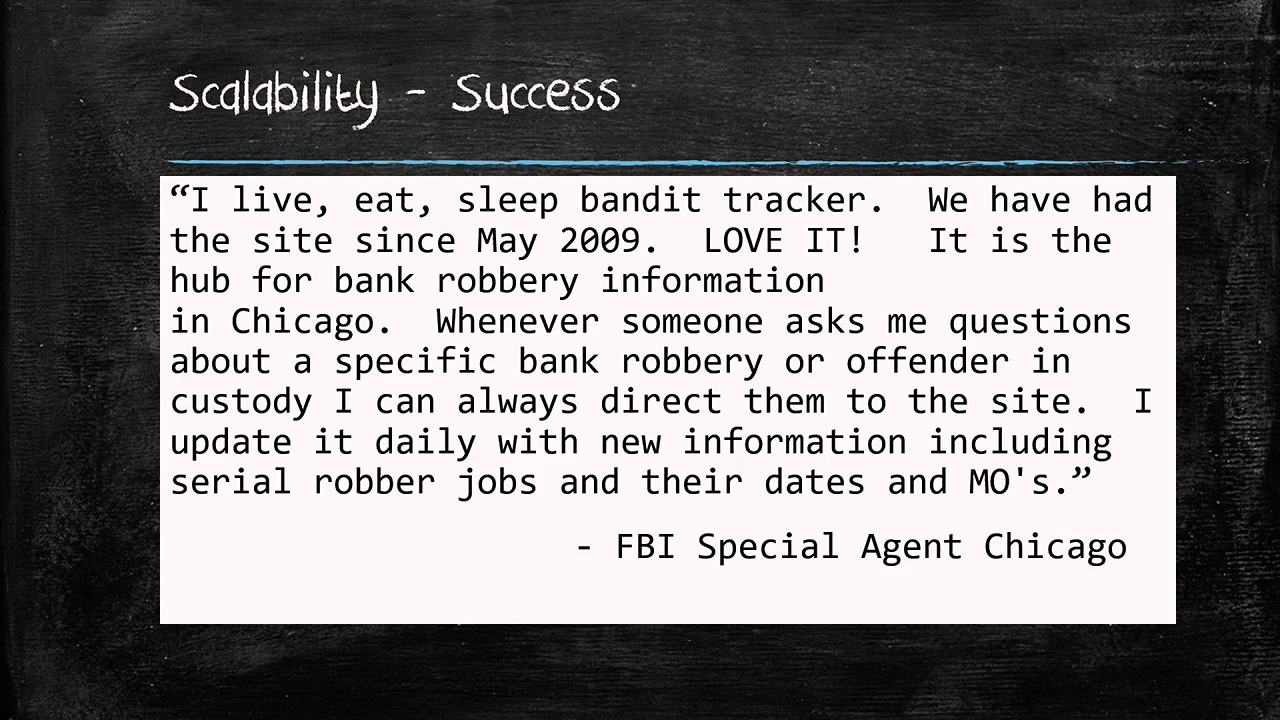 Scalability - Success
“I live, eat, sleep bandit tracker.  We have had
the site since May 2009.  LOVE IT!   It is the
hub for bank robbery information
in Chicago.  Whenever someone asks me questions
about a specific bank robbery or offender in
custody I can always direct them to the site.  I
update it daily with new information including
serial robber jobs and their dates and MO's.”
- FBI Special Agent Chicago